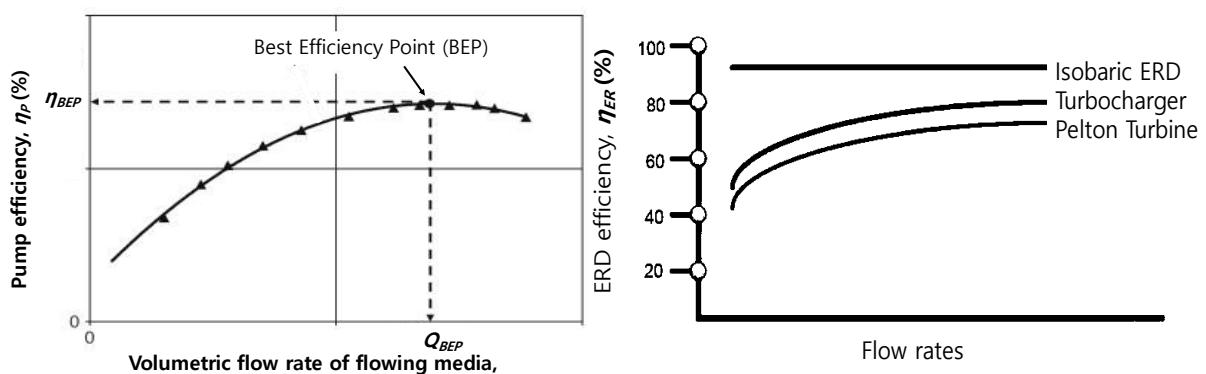 Best Efficiency Point (BEP)
η_BEP
Pump efficiency, η_P (%)
0
0
Q_BEP
Volumetric flow rate of flowing media,
ERD efficiency, η_ER (%)
100
80
60
40
20
Isobaric ERD
Turbocharger
Pelton Turbine
Flow rates